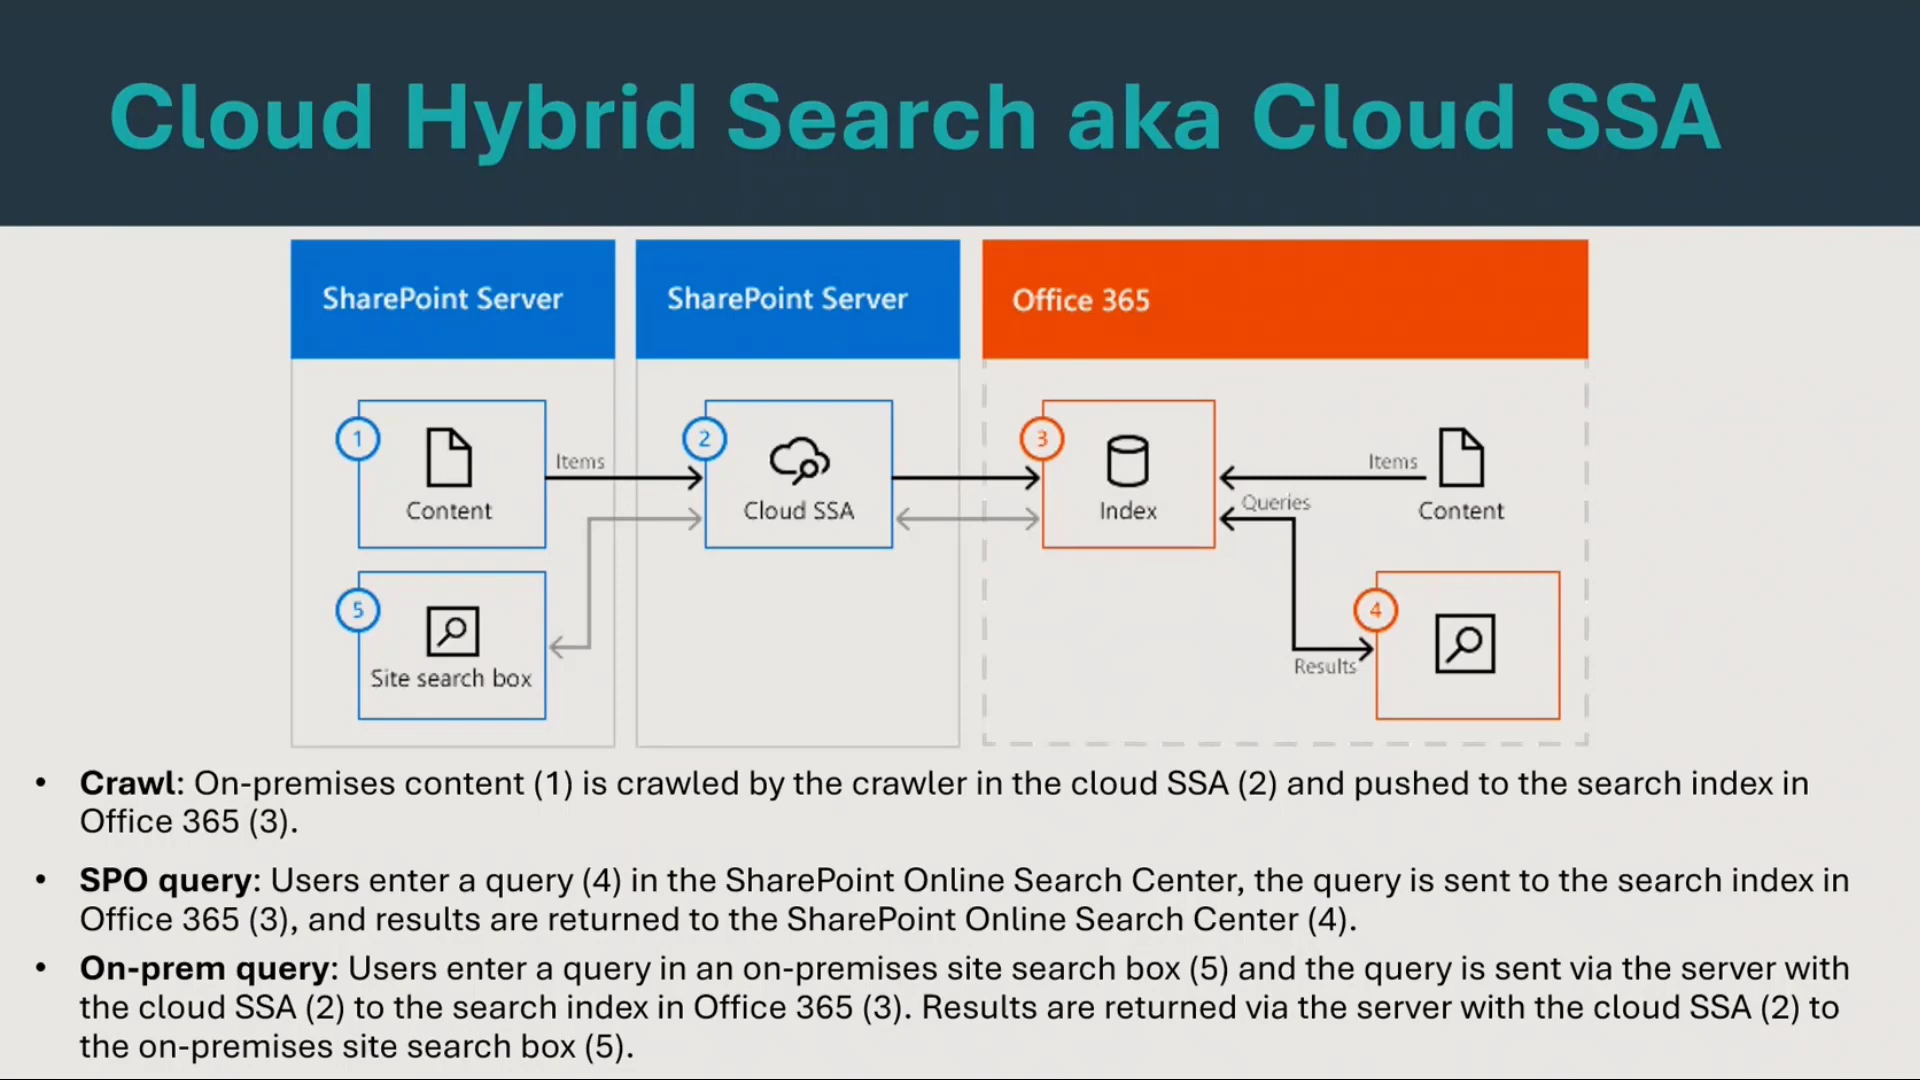 Cloud Hybrid Search aka Cloud SSA
SharePoint Server
SharePoint Server
Office 365
1
Content
Items
2
Cloud SSA
3
Index
Items
Content
Queries
5
Site search box
4
Results
• Crawl: On-premises content (1) is crawled by the crawler in the cloud SSA (2) and pushed to the search index in
Office 365 (3).
• SPO query: Users enter a query (4) in the SharePoint Online Search Center, the query is sent to the search index in
Office 365 (3), and results are returned to the SharePoint Online Search Center (4).
• On-prem query: Users enter a query in an on-premises site search box (5) and the query is sent via the server with
the cloud SSA (2) to the search index in Office 365 (3). Results are returned via the server with the cloud SSA (2) to
the on-premises site search box (5).